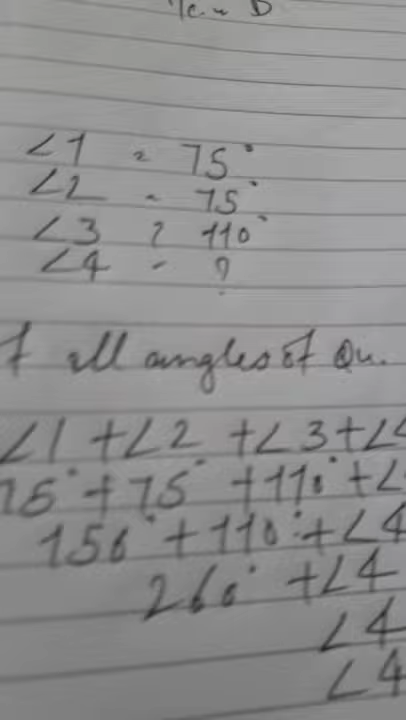 ∠1 = 75°
∠2 = 75°
∠3 = 110°
∠4 = ?
f all angles of Qu.
∠1 + ∠2 + ∠3 + ∠
75° + 75° + 110° + ∠
150° + 110° + ∠4
260° + ∠4
∠4
∠4